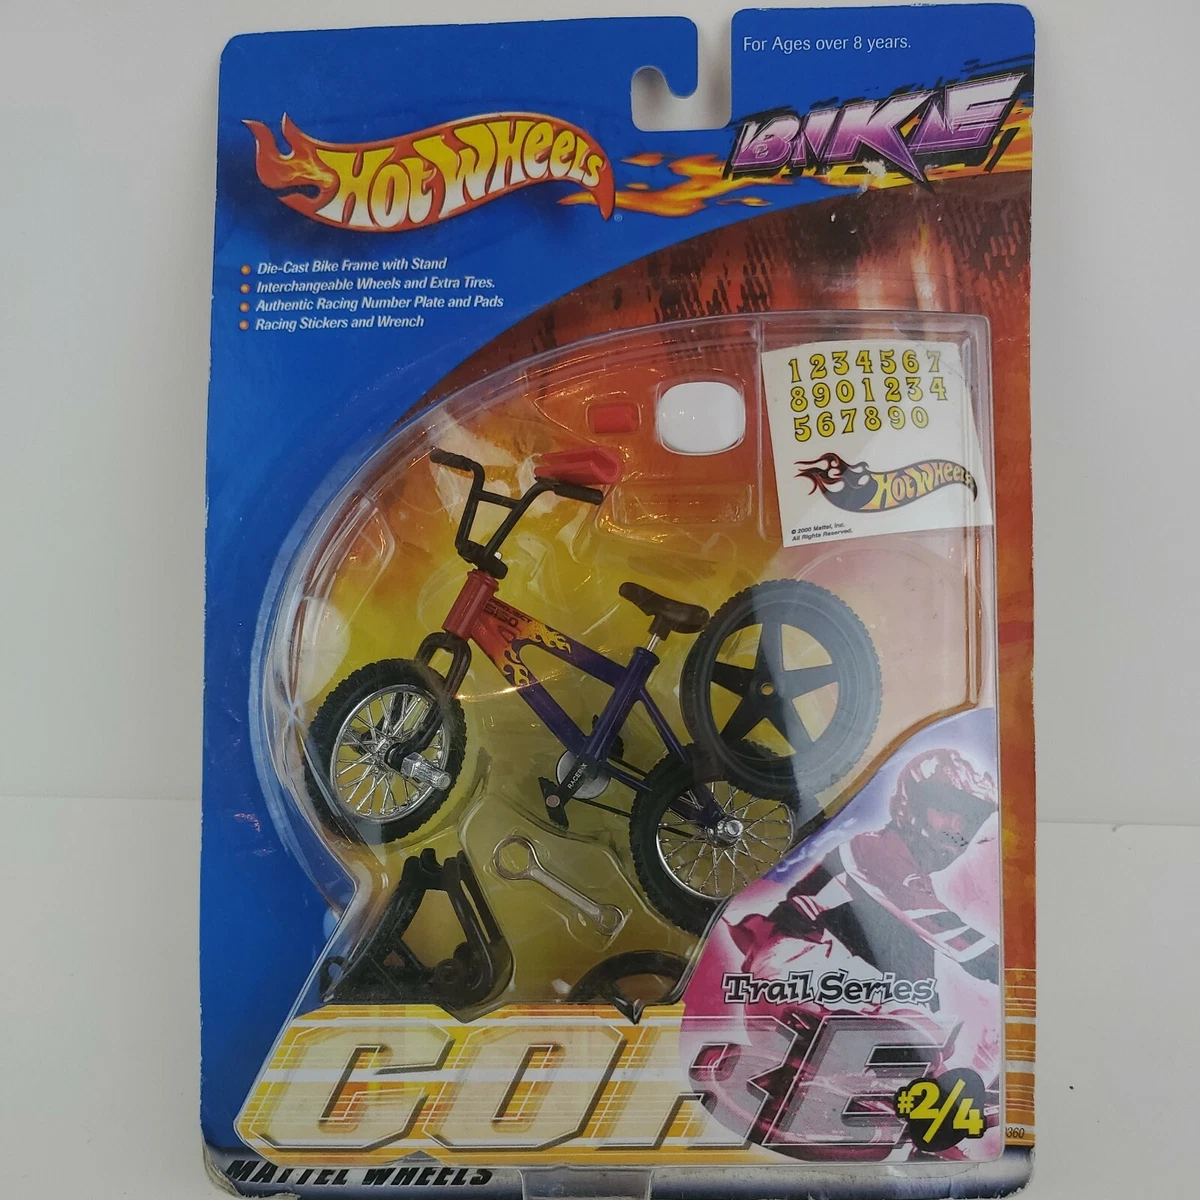 For Ages over 8 years.
BIKE
HOT WHEELS
®
Die-Cast Bike Frame with Stand
Interchangeable Wheels and Extra Tires.
Authentic Racing Number Plate and Pads
Racing Stickers and Wrench
1234567
8901234
567890
HOT WHEELS
© 2000 Mattel, Inc.
All Rights Reserved.
RACERX
Trail Series
CORE
#2/4
MATTEL WHEELS